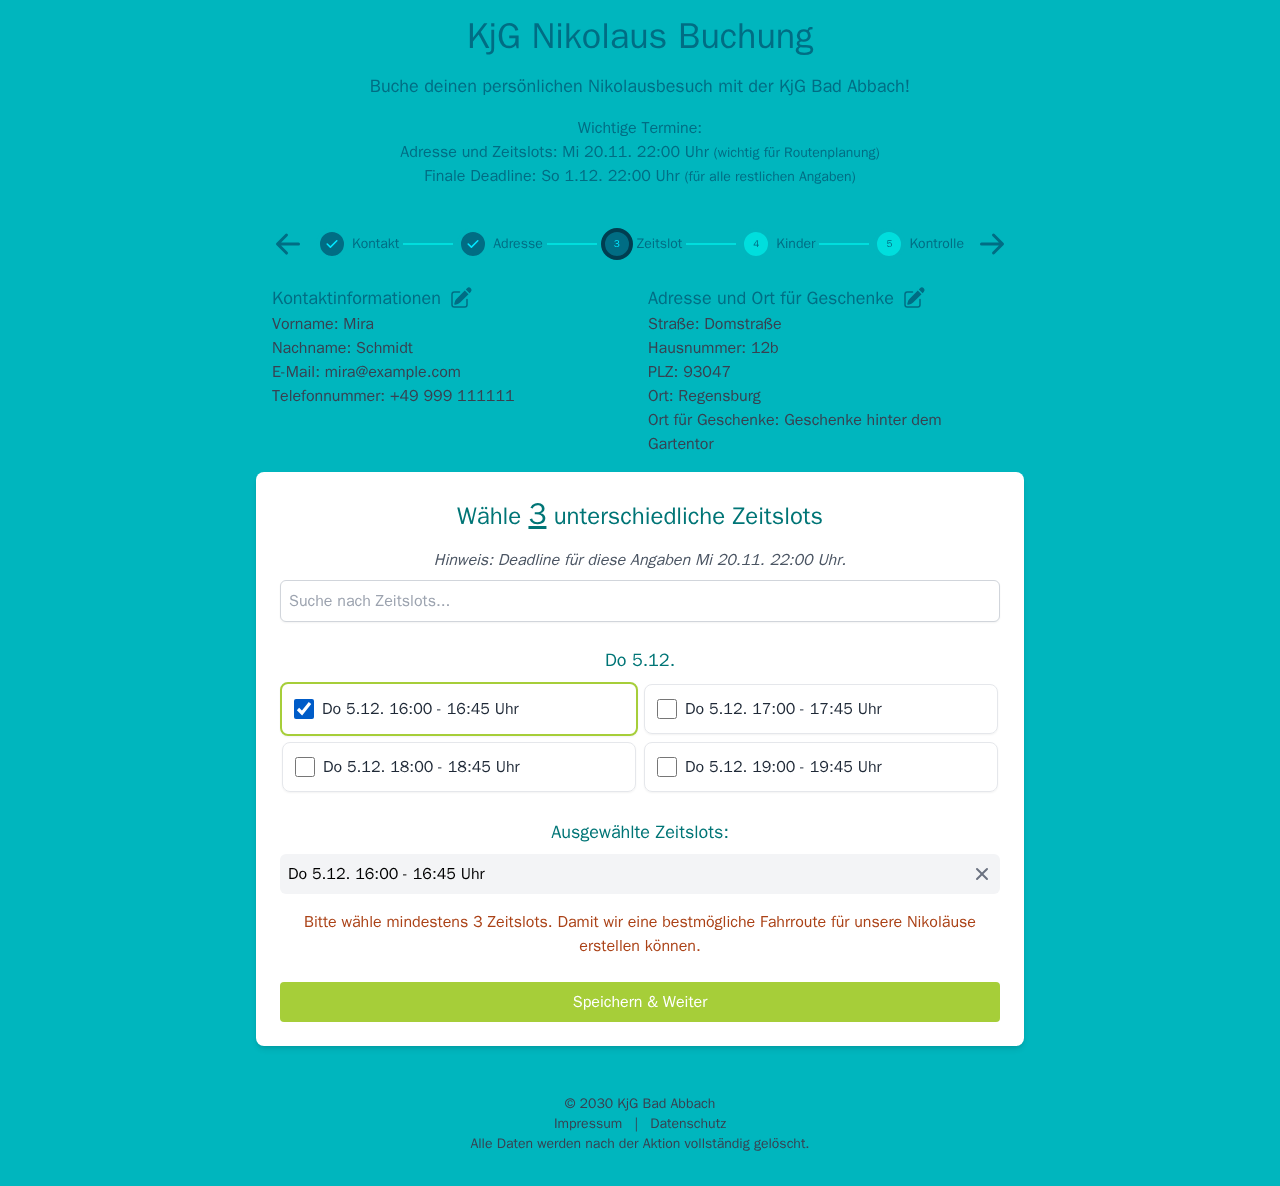 KjG Nikolaus Buchung
Buche deinen persönlichen Nikolausbesuch mit der KjG Bad Abbach!
Wichtige Termine:
Adresse und Zeitslots: Mi 20.11. 22:00 Uhr (wichtig für Routenplanung)
Finale Deadline: So 1.12. 22:00 Uhr (für alle restlichen Angaben)
Kontakt Adresse 3 Zeitslot 4 Kinder 5 Kontrolle
Kontaktinformationen
Vorname: Mira
Nachname: Schmidt
E-Mail: mira@example.com
Telefonnummer: +49 999 111111
Adresse und Ort für Geschenke
Straße: Domstraße
Hausnummer: 12b
PLZ: 93047
Ort: Regensburg
Ort für Geschenke: Geschenke hinter dem
Gartentor
Wähle 3 unterschiedliche Zeitslots
Hinweis: Deadline für diese Angaben Mi 20.11. 22:00 Uhr.
Suche nach Zeitslots...
Do 5.12.
Do 5.12. 16:00 - 16:45 Uhr
Do 5.12. 17:00 - 17:45 Uhr
Do 5.12. 18:00 - 18:45 Uhr
Do 5.12. 19:00 - 19:45 Uhr
Ausgewählte Zeitslots:
Do 5.12. 16:00 - 16:45 Uhr
Bitte wähle mindestens 3 Zeitslots. Damit wir eine bestmögliche Fahrroute für unsere Nikoläuse
erstellen können.
Speichern & Weiter
© 2030 KjG Bad Abbach
Impressum | Datenschutz
Alle Daten werden nach der Aktion vollständig gelöscht.